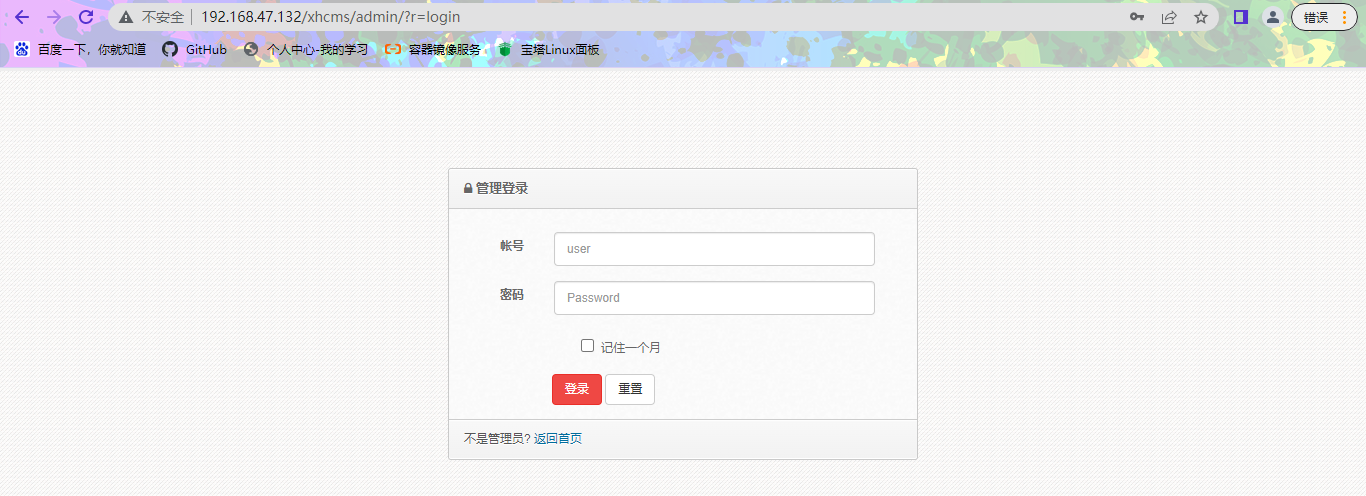 不安全 192.168.47.132/xhcms/admin/?r=login 错误
百度一下，你就知道 GitHub 个人中心-我的学习 容器镜像服务 宝塔Linux面板
管理登录
帐号 user
密码 Password
记住一个月
登录 重置
不是管理员? 返回首页